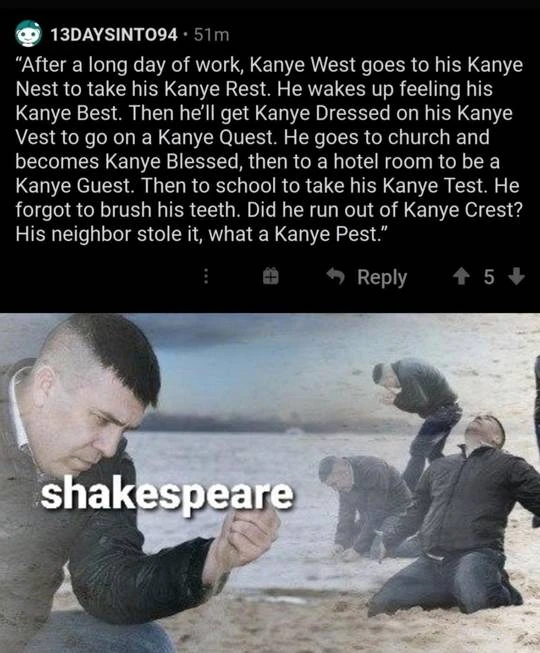 13DAYSINTO94 · 51m
“After a long day of work, Kanye West goes to his Kanye
Nest to take his Kanye Rest. He wakes up feeling his
Kanye Best. Then he’ll get Kanye Dressed on his Kanye
Vest to go on a Kanye Quest. He goes to church and
becomes Kanye Blessed, then to a hotel room to be a
Kanye Guest. Then to school to take his Kanye Test. He
forgot to brush his teeth. Did he run out of Kanye Crest?
His neighbor stole it, what a Kanye Pest.”
Reply 5
shakespeare